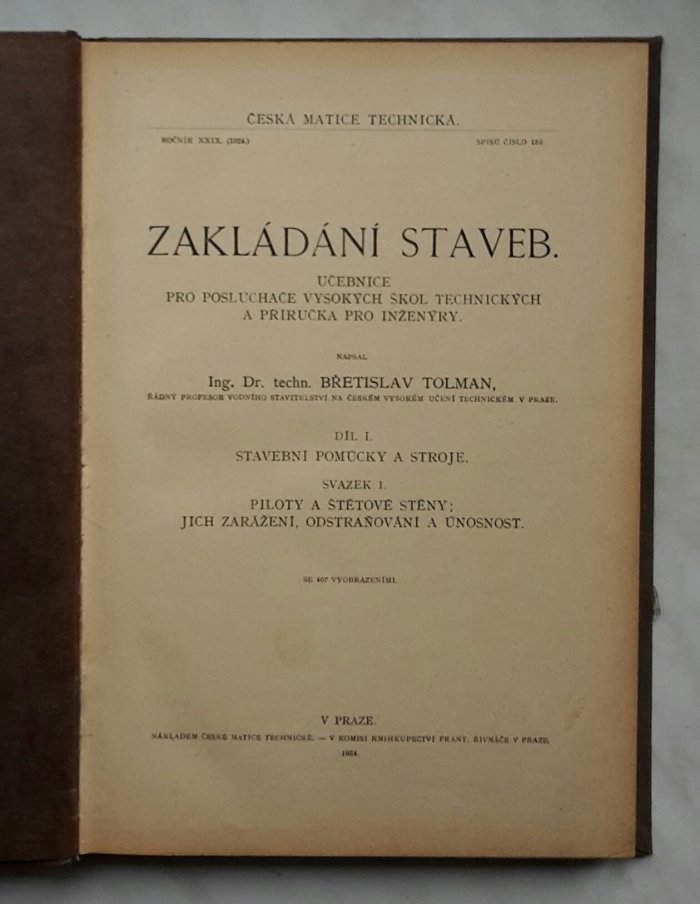 ČESKÁ MATICE TECHNICKÁ.
ROČNÍK XXIX. (1924.)
SPISŮ ČÍSLO
ZAKLÁDÁNÍ STAVEB.
UČEBNICE
PRO POSLUCHAČE VYSOKÝCH ŠKOL TECHNICKÝCH
A PŘÍRUČKA PRO INŽENÝRY.
NAPSAL
Ing. Dr. techn. BŘETISLAV TOLMAN,
ŘÁDNÝ PROFESOR VODNÍHO STAVITELSTVÍ NA ČESKÉM VYSOKÉM UČENÍ TECHNICKÉM V PRAZE.
DÍL I.
STAVEBNÍ POMŮCKY A STROJE.
SVAZEK 1.
PILOTY A ŠTĚTOVÉ STĚNY;
JICH ZARÁŽENÍ, ODSTRAŇOVÁNÍ A ÚNOSNOST.
SE 407 VYOBRAZENÍMI.
V PRAZE.
NÁKLADEM ČESKÉ MATICE TECHNICKÉ. — V KOMISI KNIHKUPECTVÍ FRANT. ŘIVNÁČE V PRAZE.
1924.